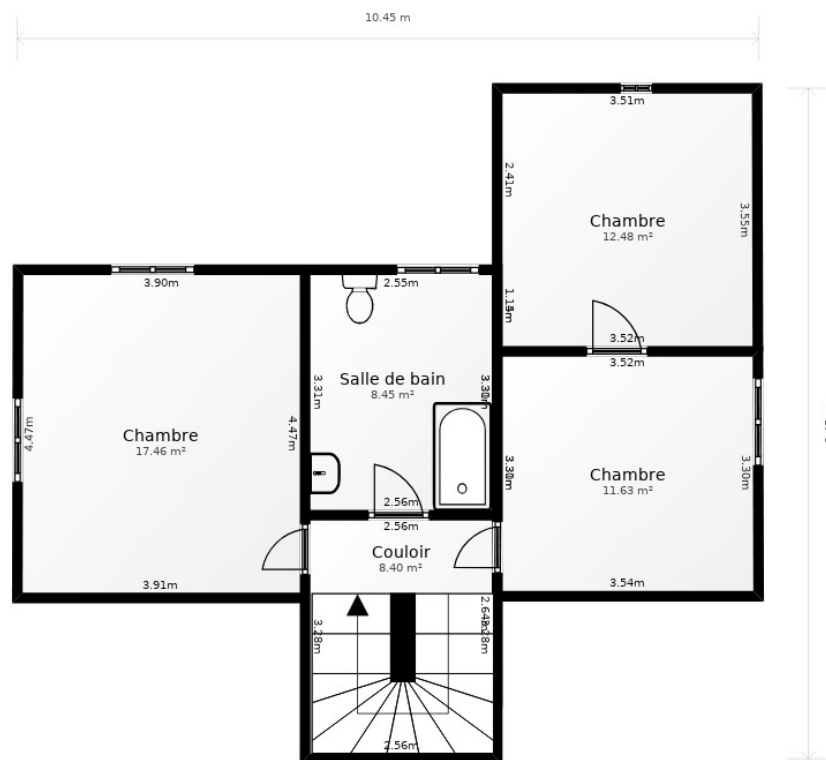 10.45 m
3.51m
2.41m
3.55m
Chambre
12.48 m²
3.90m
2.55m
3.52m
3.52m
Salle de bain
8.45 m²
3.31m
4.47m
4.47m
Chambre
17.46 m²
Chambre
11.63 m²
3.30m
2.56m
2.56m
Couloir
8.40 m²
3.91m
3.54m
3.28m
2.56m